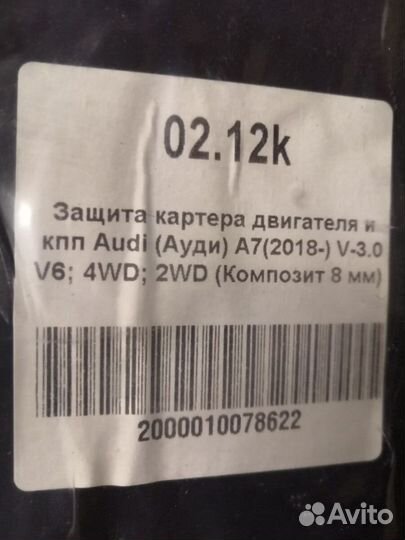 02.12k
Защита картера двигателя и
кпп Audi (Ауди) A7(2018-) V-3.0
V6; 4WD; 2WD (Композит 8 мм)
2000010078622
Avito